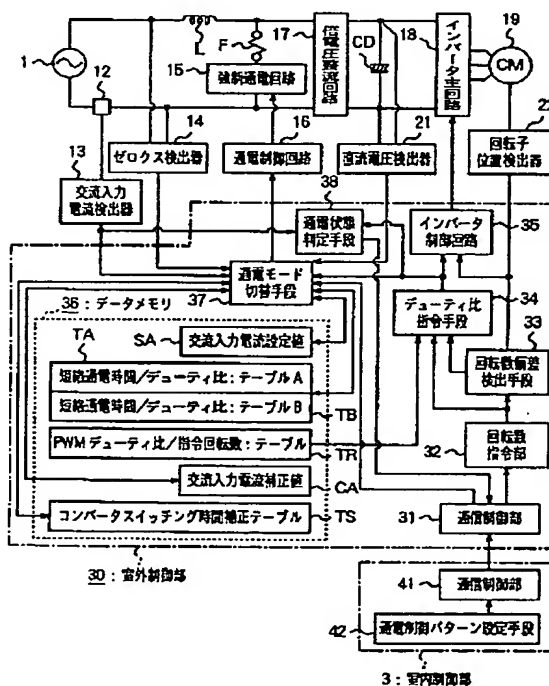 1
12
L
F
15
強制通電回路
17
倍電圧整流回路
CD
18
インバータ主回路
19
CM
22
13
14
16
21
ゼロクス検出器
通電制御回路
直流電圧検出器
回転子
位置検出器
交流入力
電流検出器
38
通電状態
判定手段
インバータ
制御回路
35
通電モード
切替手段
37
36:データメモリ
34
デューティ比
指令手段
33
TA
SA
交流入力電流設定値
短絡通電時間/デューティ比:テーブルA
短絡通電時間/デューティ比:テーブルB
TB
回転数偏差
検出手段
PWMデューティ比/指令回転数:テーブル
TR
32
回転数
指令部
交流入力電流補正値
CA
コンバータスイッチング時間補正テーブル
TS
31
通信制御部
30:室外制御部
41
通信制御部
42
通電制御パターン設定手段
3:室内制御部